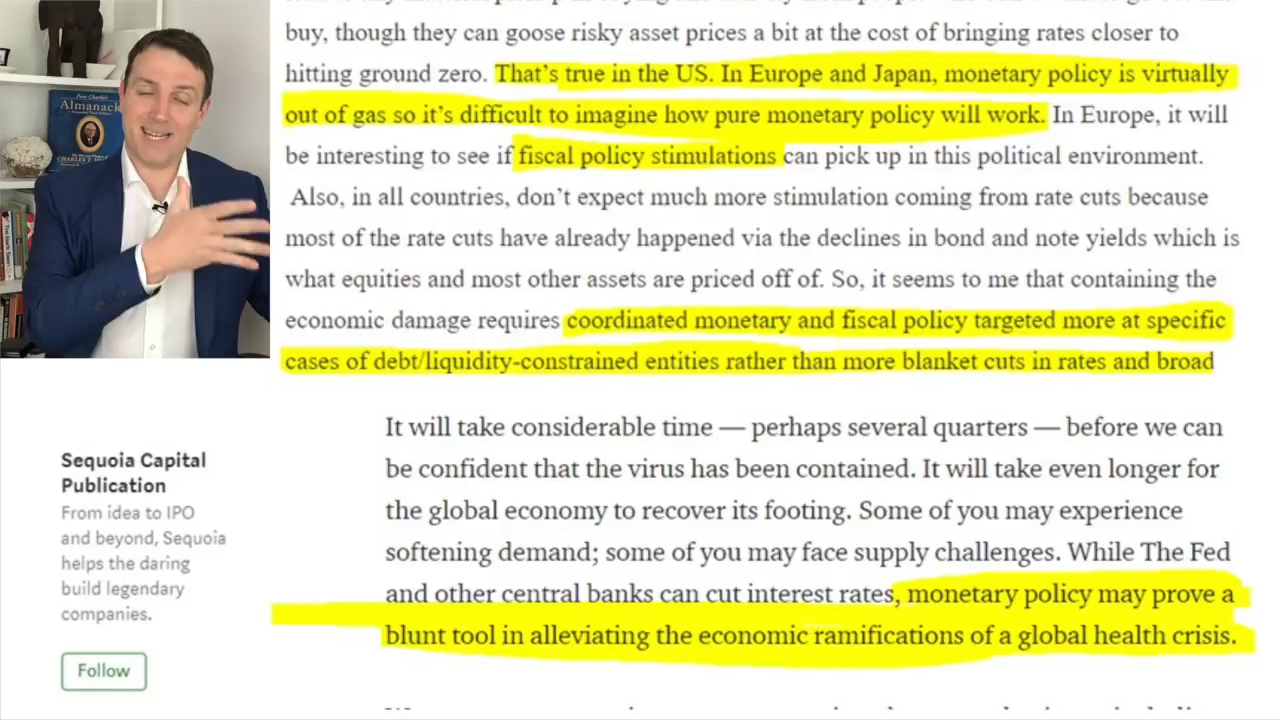 buy, though they can goose risky asset prices a bit at the cost of bringing rates closer to
hitting ground zero. That's true in the US. In Europe and Japan, monetary policy is virtually
out of gas so it's difficult to imagine how pure monetary policy will work. In Europe, it will
be interesting to see if fiscal policy stimulations can pick up in this political environment.
Also, in all countries, don't expect much more stimulation coming from rate cuts because
most of the rate cuts have already happened via the declines in bond and note yields which is
what equities and most other assets are priced off of. So, it seems to me that containing the
economic damage requires coordinated monetary and fiscal policy targeted more at specific
cases of debt/liquidity-constrained entities rather than more blanket cuts in rates and broad
It will take considerable time — perhaps several quarters — before we can
be confident that the virus has been contained. It will take even longer for
the global economy to recover its footing. Some of you may experience
softening demand; some of you may face supply challenges. While The Fed
and other central banks can cut interest rates, monetary policy may prove a
blunt tool in alleviating the economic ramifications of a global health crisis.
Sequoia Capital
Publication
From idea to IPO
and beyond, Sequoia
helps the daring
build legendary
companies.
Follow
Almanack